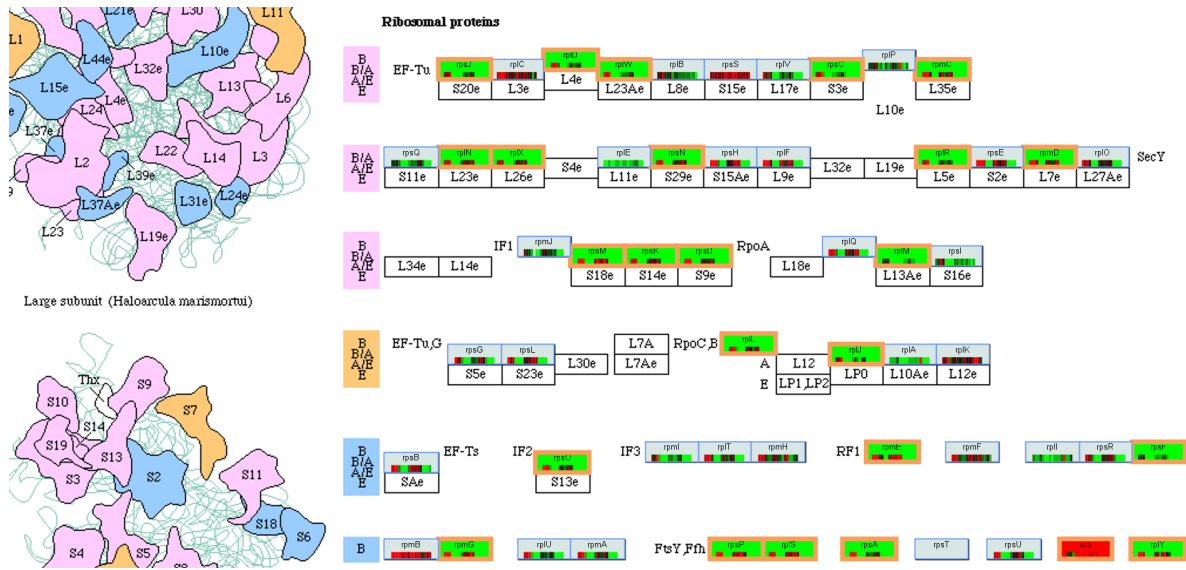 Ribosomal proteins
L21e L30 L11
L1 L44e L32e L10e
L15e L4e L13 L6
e L24
L37e L2 L22 L14 L3
9 L39e
L37Ae L31e L24e
L23 L19e
Large subunit (Haloarcula marismortui)
Thx S9
S10 S7
S14
S19 S13
S3 S2 S11
S18 S6
S4 S5
B
B/A
A/E
E
EF-Tu rpsJ rplC rplD rplW rplB rpsS rplV rpsC rplP rpmC
S20e L3e L4e L23Ae L8e S15e L17e S3e L10e L35e
B/A
A/E
E
rpsQ rplN rplX rplE rpsN rpsH rplF rplR rpsE rpmD rplO SecY
S11e L23e L26e S4e L11e S29e S15Ae L9e L32e L19e L5e S2e L7e L27Ae
B
B/A
A/E
E
IF1 rpmJ rpsM rpsK rpsD RpoA rplQ rplM rpsI
L34e L14e S18e S14e S9e L18e L13Ae S16e
B
B/A
A/E
E
EF-Tu,G rpsG rpsL L7A RpoC,B rplL A L12 rplJ rplA rplK
S5e S23e L30e L7Ae E LP1,LP2 LP0 L10Ae L12e
B
B/A
A/E
E
rpsB EF-Ts IF2 rpsO IF3 rpmI rplT rpmH RF1 rpmE rpmF rplI rpsR rpsF
SAe S13e
B
rpmB rpmG rplU rpmA FtsY,Ffh rpsP rplS rpsA rpsT rpsU sra rplY